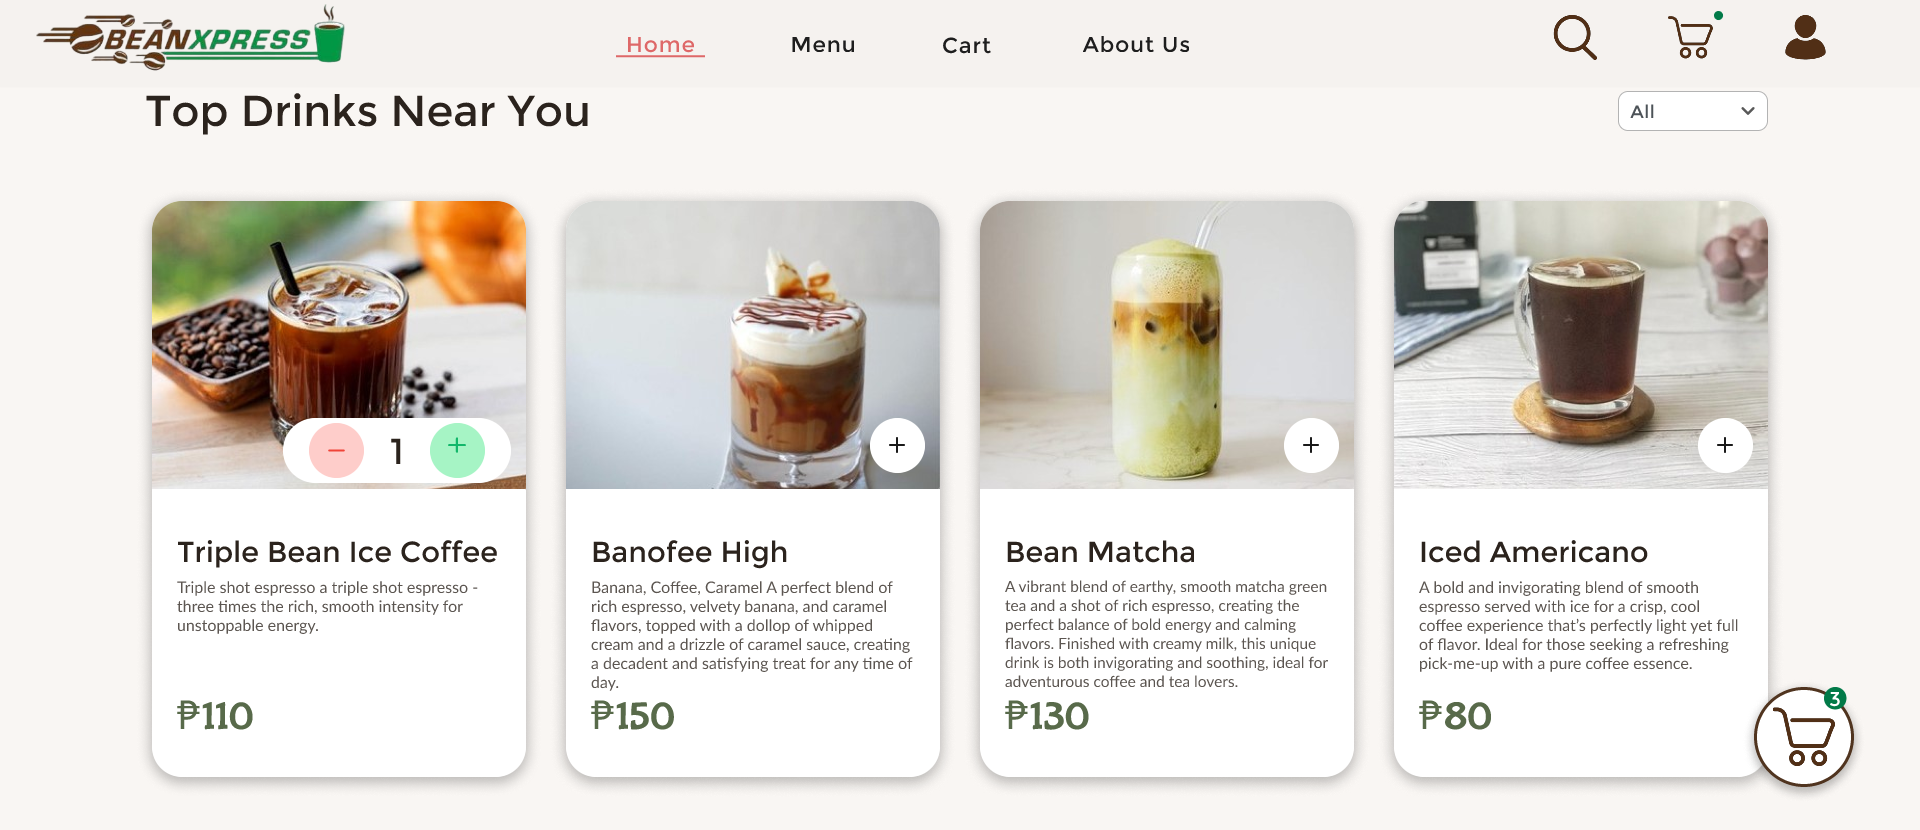 BEANXPRESS
Home
Menu
Cart
About Us
Top Drinks Near You
All
− 1 +
+
+
+
Triple Bean Ice Coffee
Triple shot espresso a triple shot espresso -
three times the rich, smooth intensity for
unstoppable energy.
₱110
Banofee High
Banana, Coffee, Caramel A perfect blend of
rich espresso, velvety banana, and caramel
flavors, topped with a dollop of whipped
cream and a drizzle of caramel sauce, creating
a decadent and satisfying treat for any time of
day.
₱150
Bean Matcha
A vibrant blend of earthy, smooth matcha green
tea and a shot of rich espresso, creating the
perfect balance of bold energy and calming
flavors. Finished with creamy milk, this unique
drink is both invigorating and soothing, ideal for
adventurous coffee and tea lovers.
₱130
Iced Americano
A bold and invigorating blend of smooth
espresso served with ice for a crisp, cool
coffee experience that's perfectly light yet full
of flavor. Ideal for those seeking a refreshing
pick-me-up with a pure coffee essence.
₱80
3